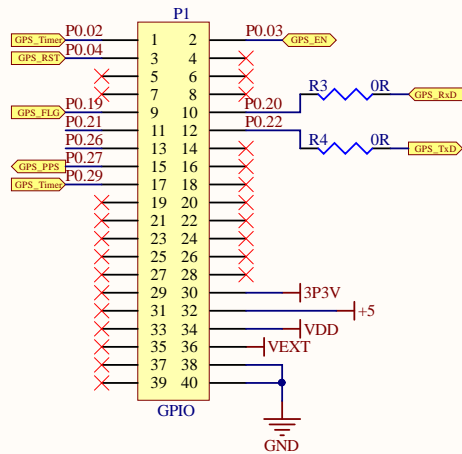 P1
GPS_Timer P0.02 1 2 P0.03 GPS_EN
GPS_RST P0.04 3 4
5 6
7 8 R3 0R GPS_RxD
GPS_FLG P0.19 9 10 P0.20
P0.21 11 12 P0.22
P0.26 13 14 R4 0R GPS_TxD
GPS_PPS P0.27 15 16
GPS_Timer P0.29 17 18
19 20
21 22
23 24
25 26
27 28
29 30 3P3V
31 32 +5
33 34 VDD
35 36 VEXT
37 38
39 40
GPIO
GND